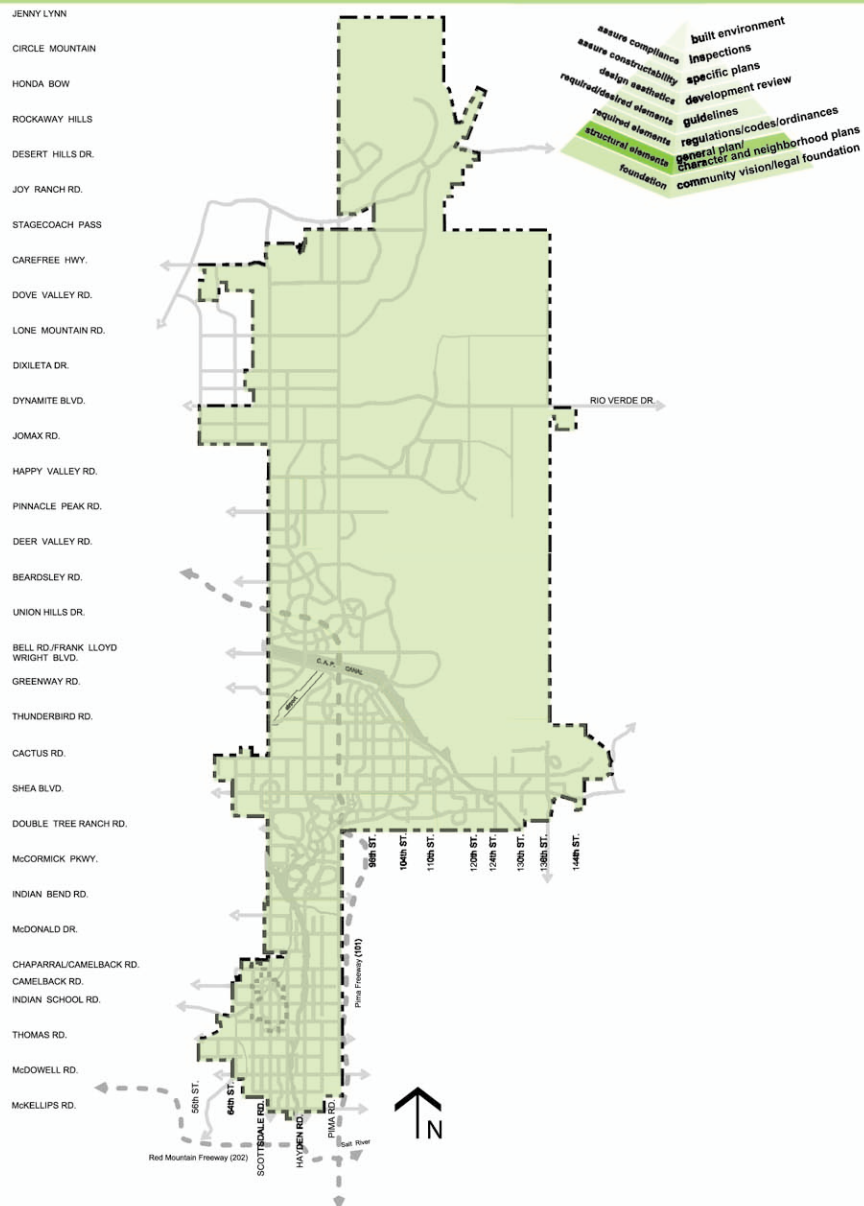 JENNY LYNN
CIRCLE MOUNTAIN
HONDA BOW
ROCKAWAY HILLS
DESERT HILLS DR.
JOY RANCH RD.
STAGECOACH PASS
CAREFREE HWY.
DOVE VALLEY RD.
LONE MOUNTAIN RD.
DIXILETA DR.
DYNAMITE BLVD.
JOMAX RD.
HAPPY VALLEY RD.
PINNACLE PEAK RD.
DEER VALLEY RD.
BEARDSLEY RD.
UNION HILLS DR.
BELL RD./FRANK LLOYD
WRIGHT BLVD.
GREENWAY RD.
THUNDERBIRD RD.
CACTUS RD.
SHEA BLVD.
DOUBLE TREE RANCH RD.
McCORMICK PKWY.
INDIAN BEND RD.
McDONALD DR.
CHAPARRAL/CAMELBACK RD.
CAMELBACK RD.
INDIAN SCHOOL RD.
THOMAS RD.
McDOWELL RD.
McKELLIPS RD.
assure compliance
assure constructability
design aesthetics
required/desired elements
required elements
structural elements
foundation
built environment
inspections
specific plans
development review
guidelines
regulations/codes/ordinances
general plan/
character and neighborhood plans
community vision/legal foundation
RIO VERDE DR.
C. A. P. CANAL
airport
96th ST.
104th ST.
110th ST.
120th ST.
124th ST.
130th ST.
136th ST.
144th ST.
Pima Freeway (101)
56th ST.
64th ST.
SCOTTSDALE RD.
HAYDEN RD.
PIMA RD.
N
Salt River
Red Mountain Freeway (202)